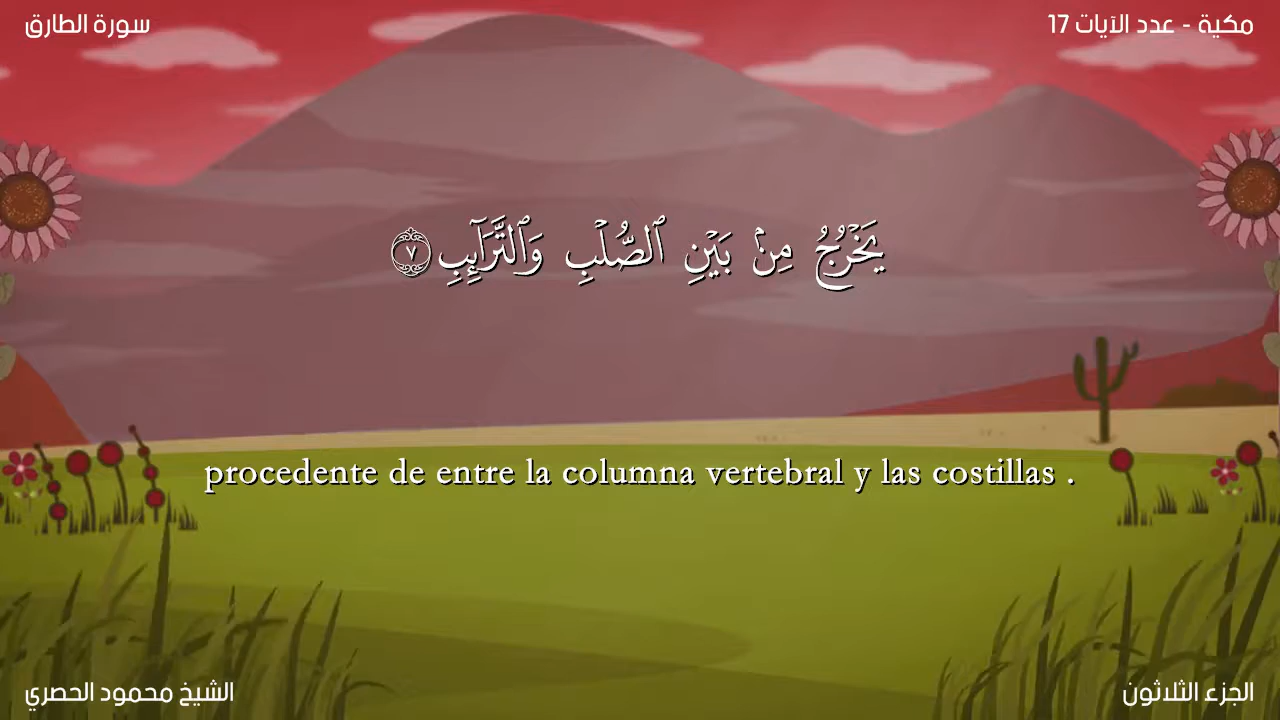 مكية - عدد الآيات 17
سورة الطارق
يَخْرُجُ مِنۢ بَيْنِ ٱلصُّلْبِ وَٱلتَّرَآئِبِ ٧
procedente de entre la columna vertebral y las costillas .
الجزء الثلاثون
الشيخ محمود الحصري